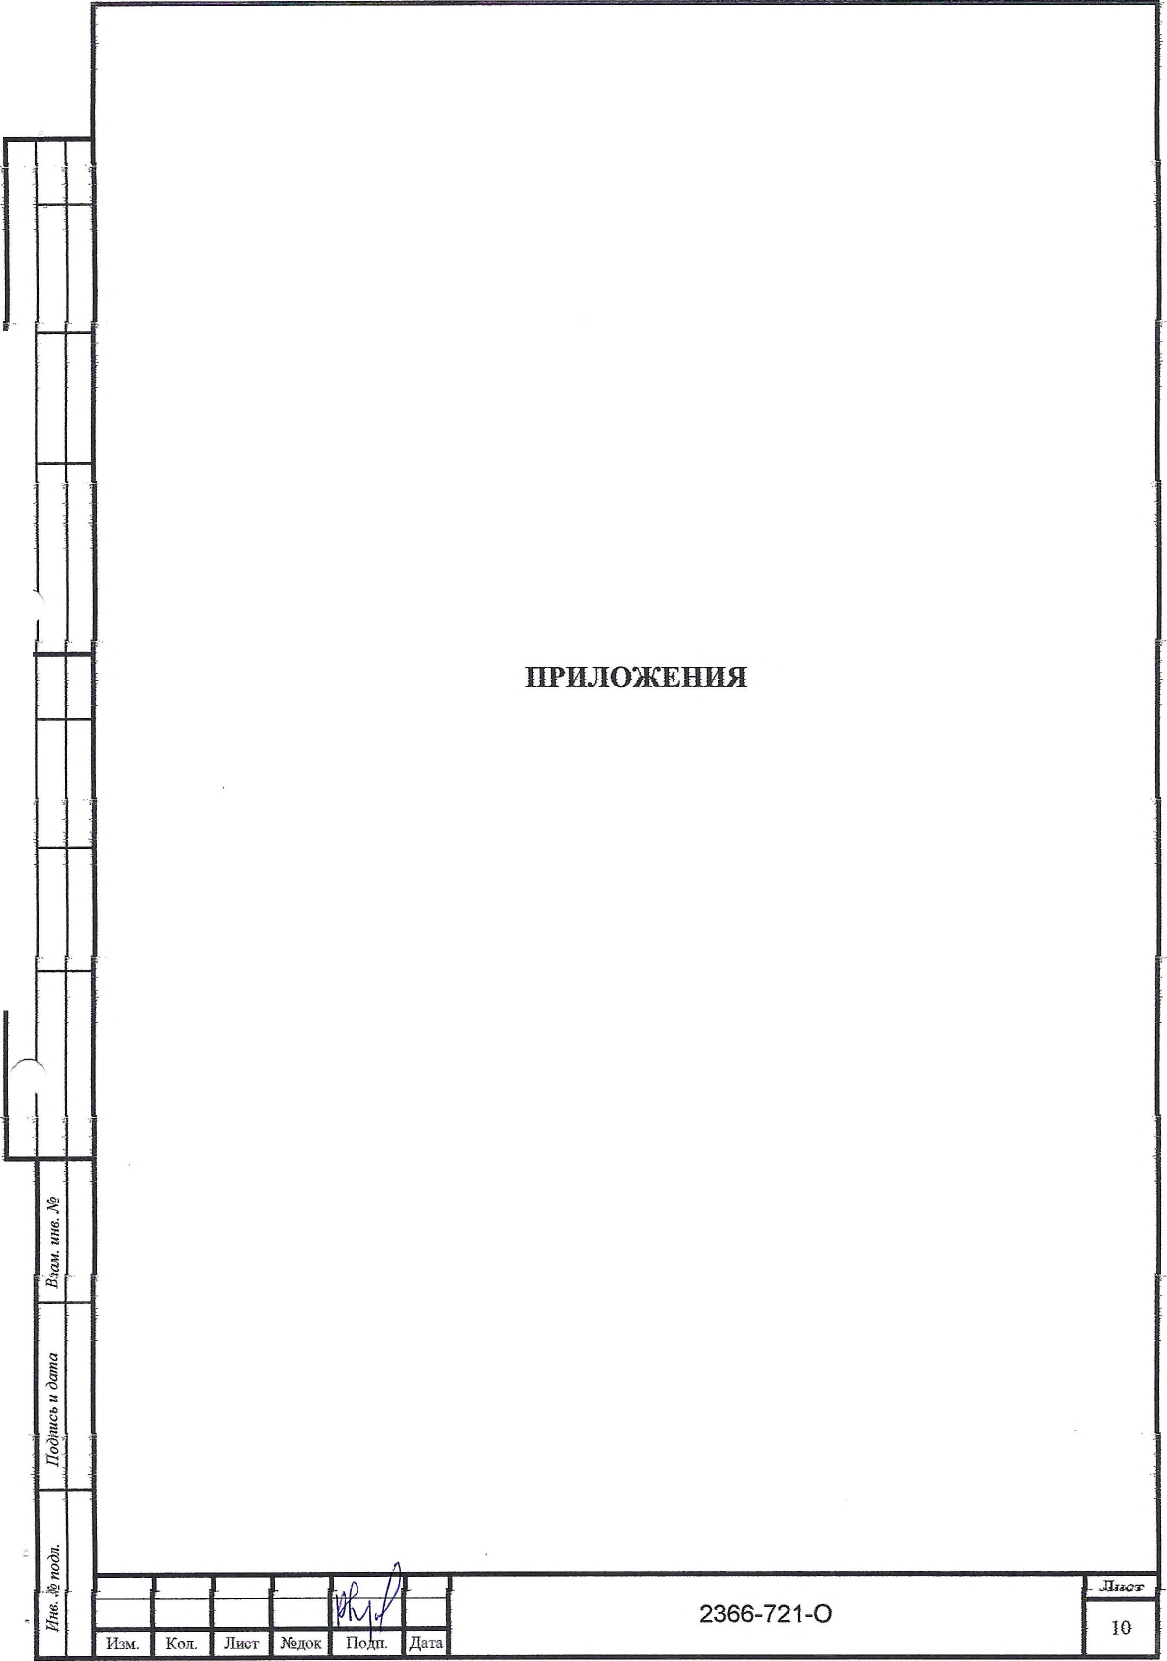 ПРИЛОЖЕНИЯ
Взам. инв. №
Подпись и дата
Инв. № подл.
Изм. Кол. Лист №док Подп. Дата
2366-721-О
Лист
10